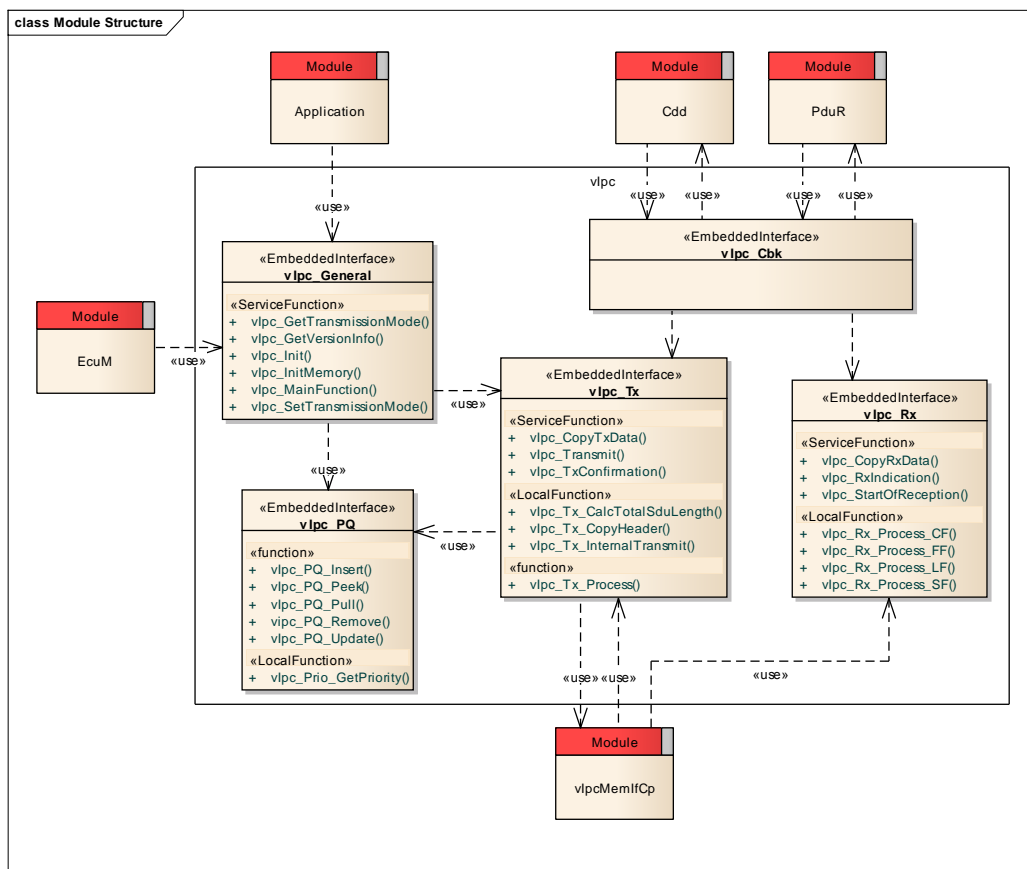 class Module Structure
Module
Application
Module
Cdd
Module
PduR
vIpc
«use»
«use»
«use»
«use»
«use»
«EmbeddedInterface»
vIpc_Cbk
«EmbeddedInterface»
vIpc_General
«ServiceFunction»
+ vIpc_GetTransmissionMode()
+ vIpc_GetVersionInfo()
+ vIpc_Init()
+ vIpc_InitMemory()
+ vIpc_MainFunction()
+ vIpc_SetTransmissionMode()
Module
EcuM
«use»
«use»
«use»
«EmbeddedInterface»
vIpc_Tx
«ServiceFunction»
+ vIpc_CopyTxData()
+ vIpc_Transmit()
+ vIpc_TxConfirmation()
«LocalFunction»
+ vIpc_Tx_CalcTotalSduLength()
+ vIpc_Tx_CopyHeader()
+ vIpc_Tx_InternalTransmit()
«function»
+ vIpc_Tx_Process()
«EmbeddedInterface»
vIpc_Rx
«ServiceFunction»
+ vIpc_CopyRxData()
+ vIpc_RxIndication()
+ vIpc_StartOfReception()
«LocalFunction»
+ vIpc_Rx_Process_CF()
+ vIpc_Rx_Process_FF()
+ vIpc_Rx_Process_LF()
+ vIpc_Rx_Process_SF()
«EmbeddedInterface»
vIpc_PQ
«function»
+ vIpc_PQ_Insert()
+ vIpc_PQ_Peek()
+ vIpc_PQ_Pull()
+ vipc_PQ_Remove()
+ vIpc_PQ_Update()
«LocalFunction»
+ vIpc_Prio_GetPriority()
«use»
«use»
«use»
«use»
Module
vIpcMemIfCp